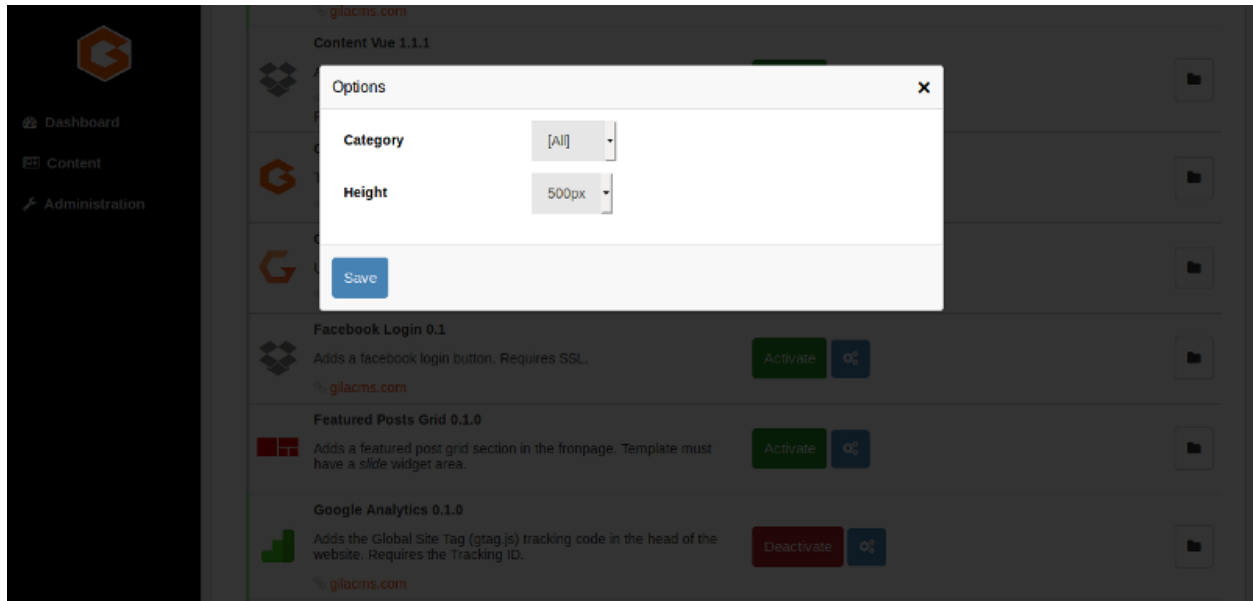 gilacms.com
Content Vue 1.1.1
Options
Category
[All]
Height
500px
Save
Dashboard
Content
Administration
Facebook Login 0.1
Adds a facebook login button. Requires SSL.
Activate
gilacms.com
Featured Posts Grid 0.1.0
Adds a featured post grid section in the fronpage. Template must
have a slide widget area.
Activate
Google Analytics 0.1.0
Adds the Global Site Tag (gtag.js) tracking code in the head of the
website. Requires the Tracking ID.
Deactivate
gilacms.com